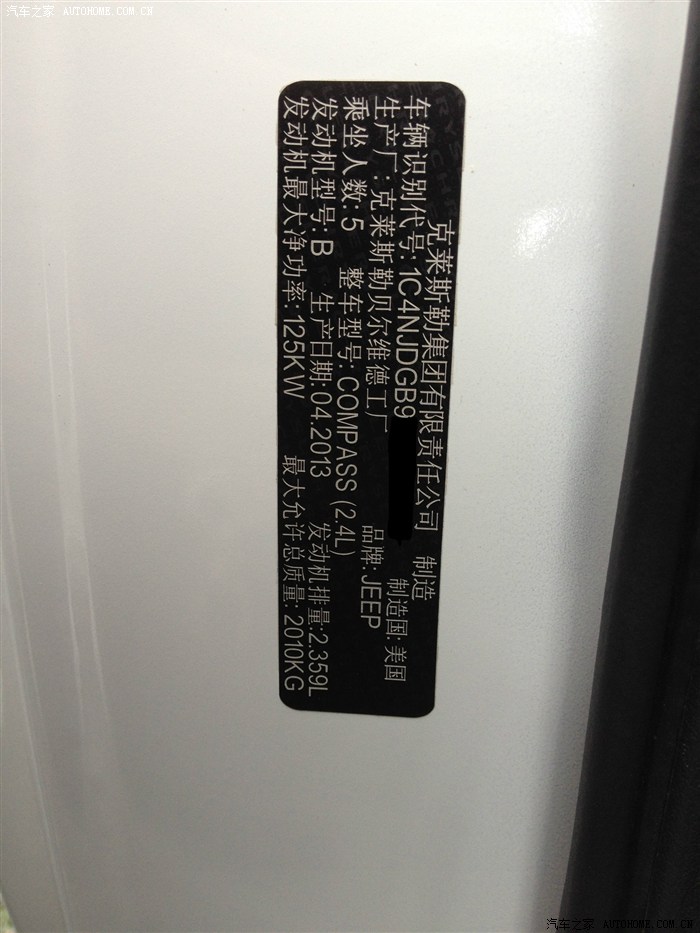 汽车之家 AUTOHOME.COM.CN
克莱斯勒集团有限责任公司 制造
车辆识别代号: 1C4NJDGB9 制造国: 美国
生产厂: 克莱斯勒贝尔维德工厂 品牌: JEEP
乘坐人数: 5 整车型号: COMPASS (2.4L)
发动机型号: B 生产日期: 04.2013 发动机排量: 2.359L
发动机最大净功率: 125KW 最大允许总质量: 2010KG
汽车之家 AUTOHOME.COM.CN